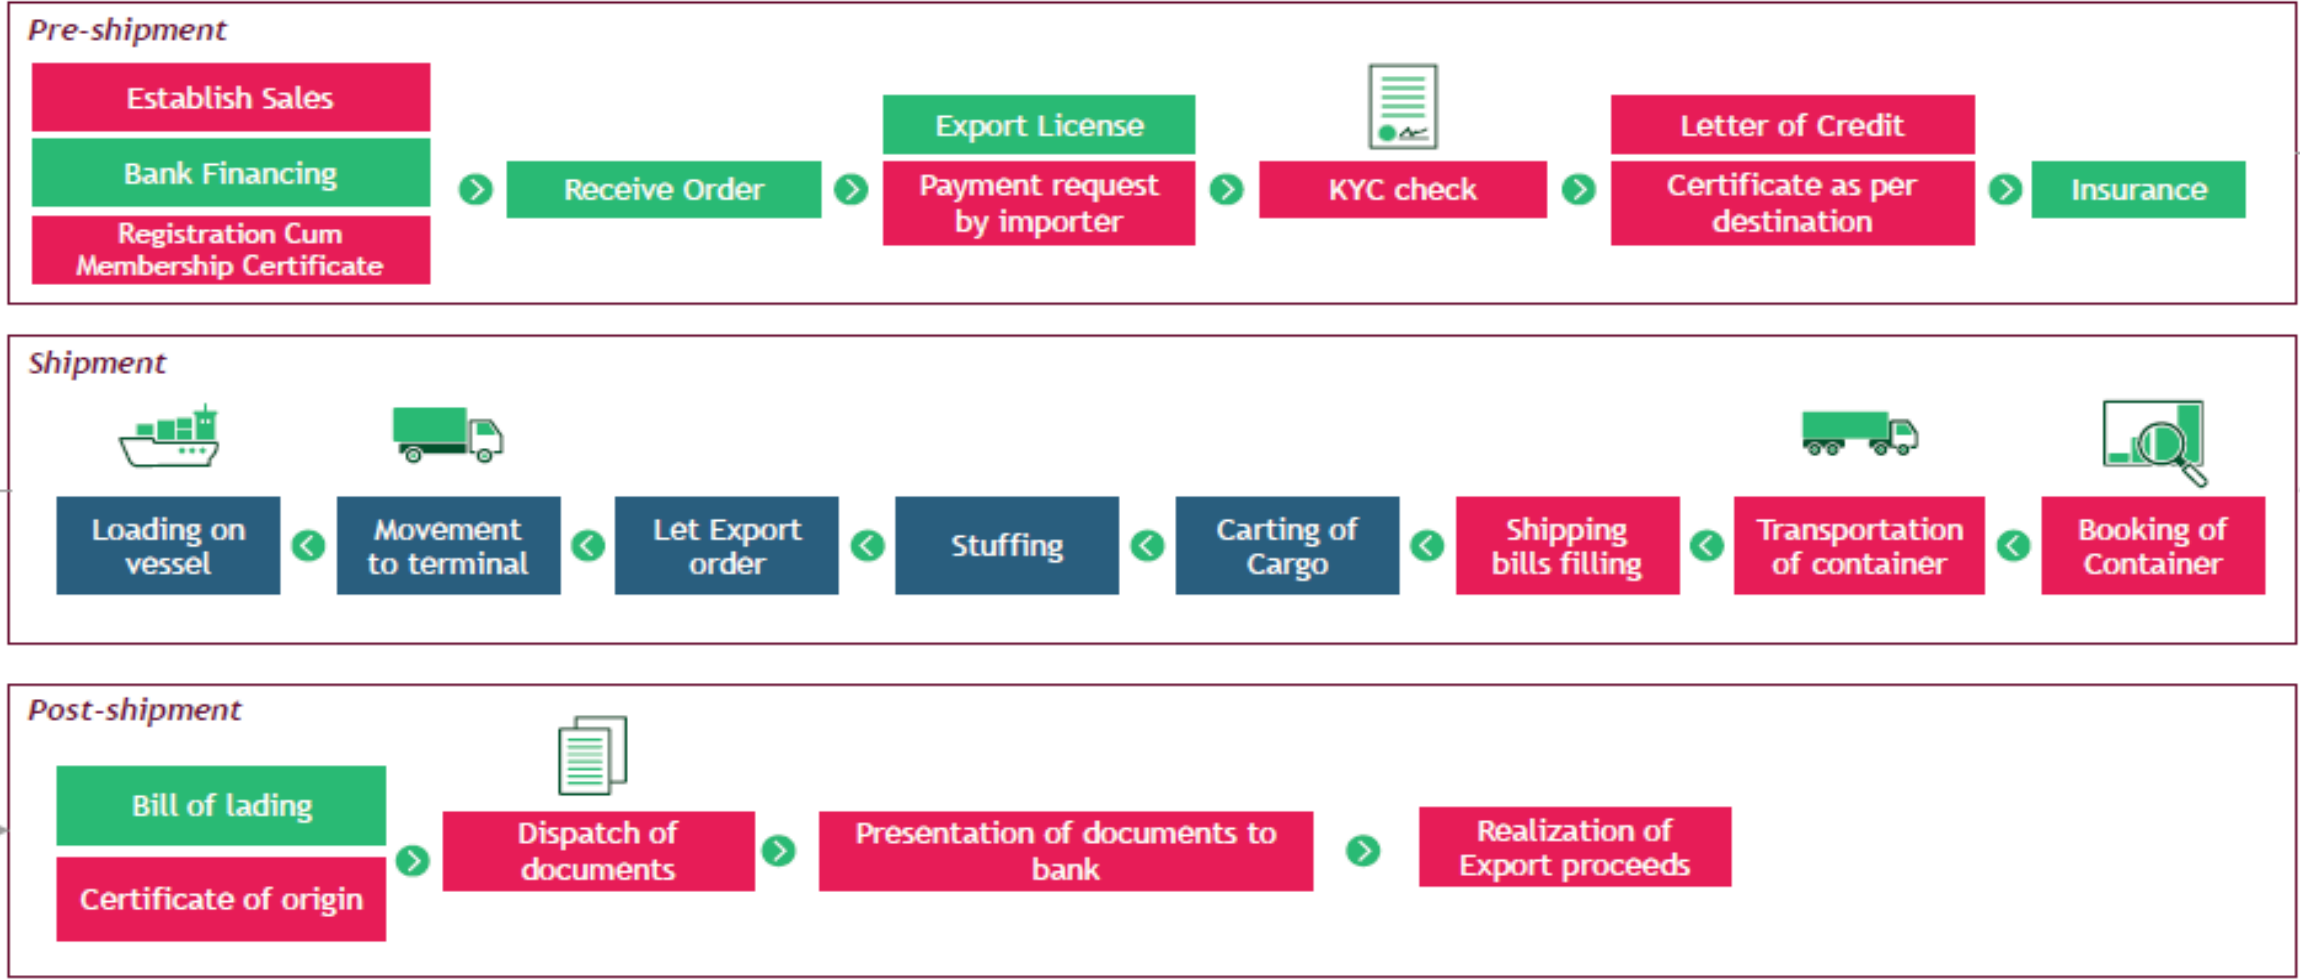 Pre-shipment
Establish Sales
Bank Financing
Registration Cum
Membership Certificate
Receive Order
Export License
Payment request
by importer
KYC check
Letter of Credit
Certificate as per
destination
Insurance
Shipment
Loading on
vessel
Movement
to terminal
Let Export
order
Stuffing
Carting of
Cargo
Shipping
bills filling
Transportation
of container
Booking of
Container
Post-shipment
Bill of lading
Certificate of origin
Dispatch of
documents
Presentation of documents to
bank
Realization of
Export proceeds